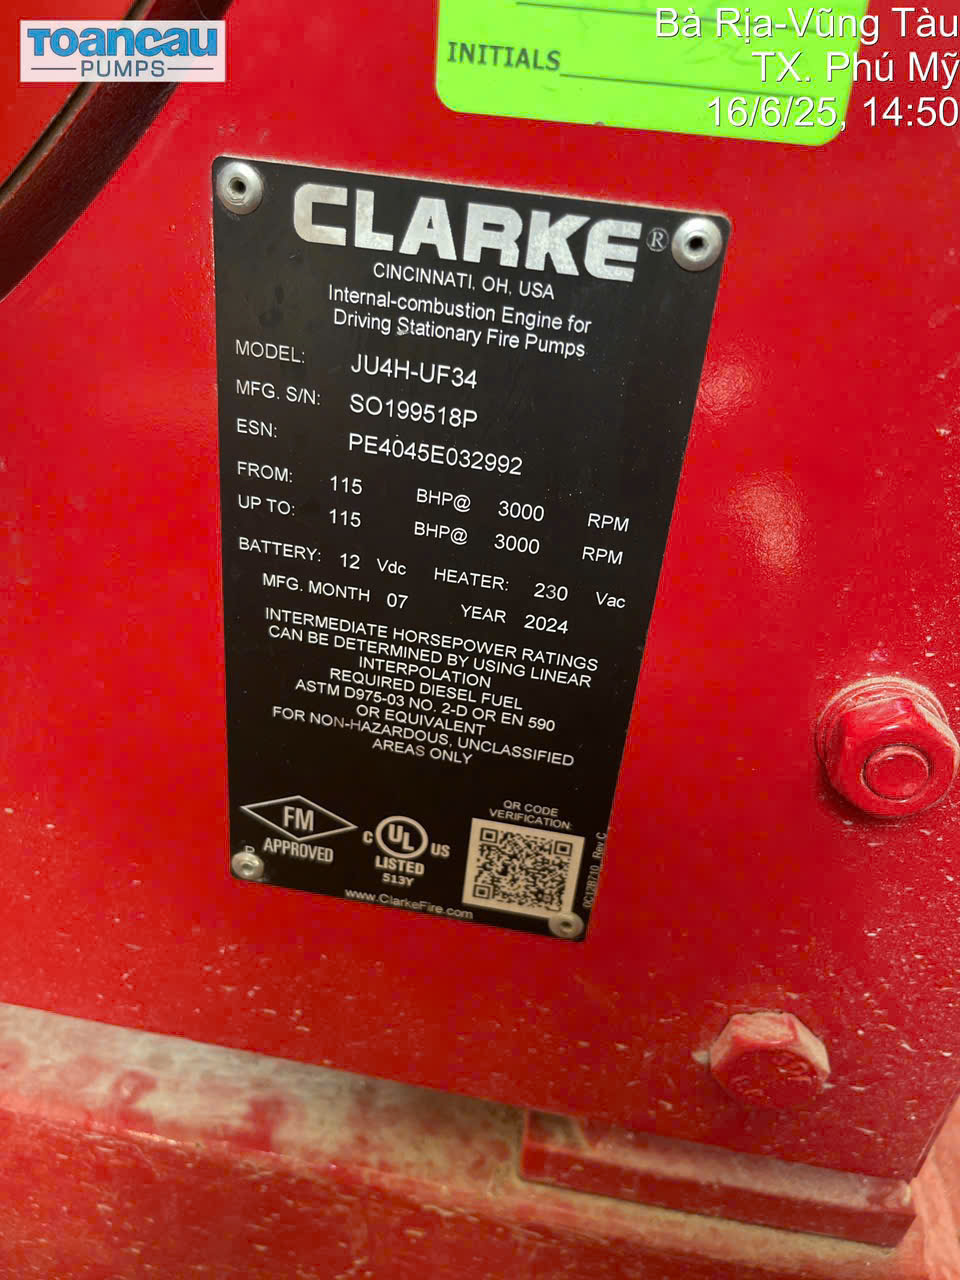 Toancau
PUMPS
Bà Rịa-Vũng Tàu
TX. Phú Mỹ
16/6/25, 14:50
INITIALS
CLARKE®
CINCINNATI, OH, USA
Internal-combustion Engine for
Driving Stationary Fire Pumps
MODEL: JU4H-UF34
MFG. S/N: SO199518P
ESN: PE4045E032992
FROM: 115 BHP@ 3000 RPM
UP TO: 115 BHP@ 3000 RPM
BATTERY: 12 Vdc HEATER: 230 Vac
MFG. MONTH 07 YEAR 2024
INTERMEDIATE HORSEPOWER RATINGS
CAN BE DETERMINED BY USING LINEAR
INTERPOLATION
REQUIRED DIESEL FUEL
ASTM D975-03 NO. 2-D OR EN 590
OR EQUIVALENT
FOR NON-HAZARDOUS, UNCLASSIFIED
AREAS ONLY
FM
APPROVED
C UL US
LISTED
513Y
QR CODE
VERIFICATION:
Rev C
www.ClarkeFire.com